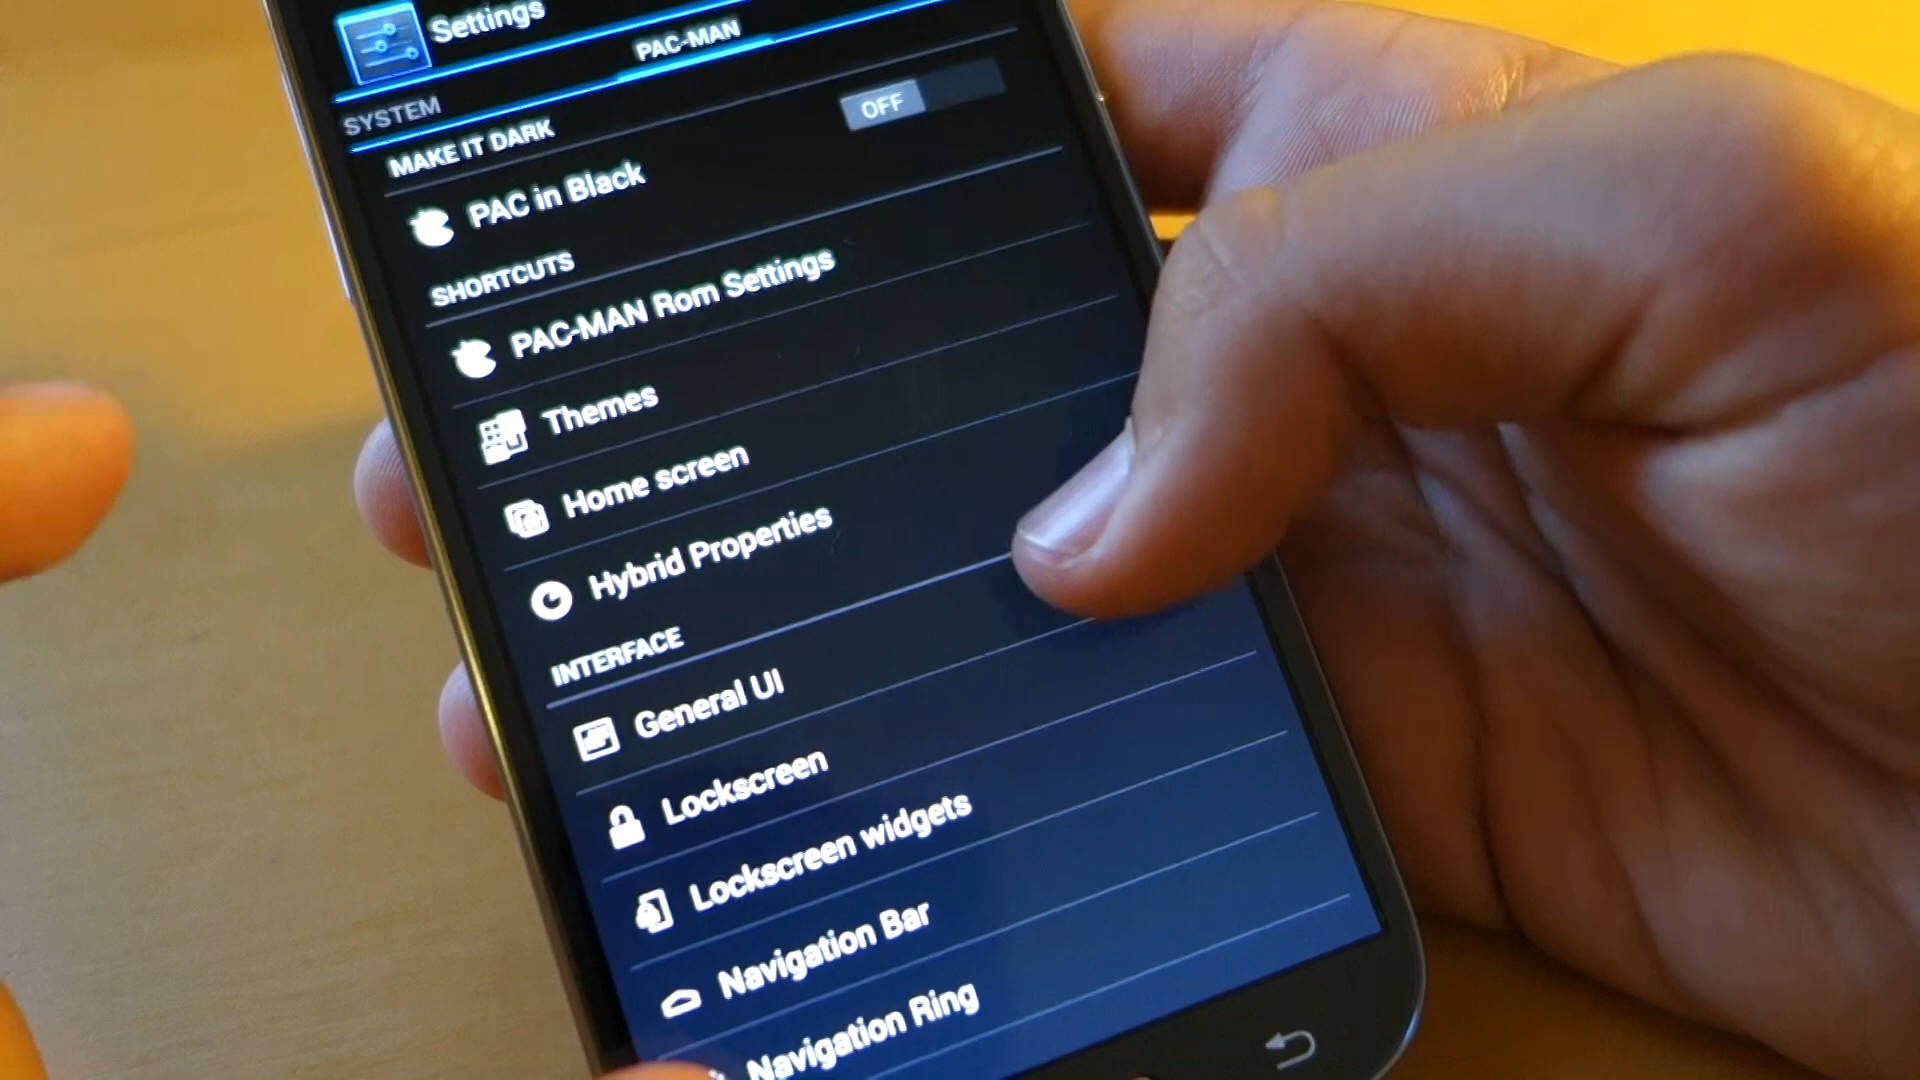 Settings
SYSTEM
PAC-MAN
MAKE IT DARK
PAC in Black
OFF
SHORTCUTS
PAC-MAN Rom Settings
Themes
Home screen
Hybrid Properties
INTERFACE
General UI
Lockscreen
Lockscreen widgets
Navigation Bar
Navigation Ring